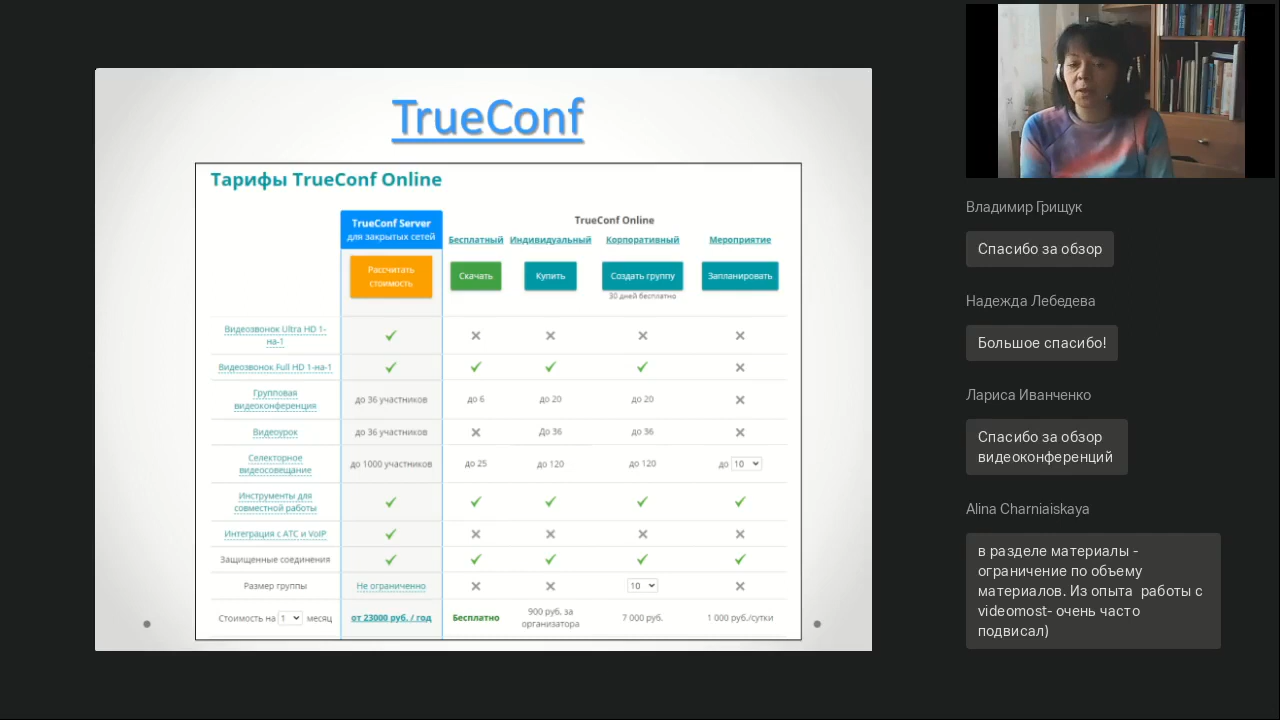 TrueConf
Тарифы TrueConf Online
TrueConf Server
для закрытых сетей
TrueConf Online
Бесплатный Индивидуальный Корпоративный Мероприятие
Рассчитать
стоимость
Скачать Купить Создать группу Запланировать
30 дней бесплатно
Видеозвонок Ultra HD 1-
на-1
Видеозвонок Full HD 1-на-1
Групповая
видеоконференция
до 36 участников до 6 до 20 до 20
Видеоурок до 36 участников До 36 до 36
Селекторное
видеосовещание
до 1000 участников до 25 до 120 до 120 до 10
Инструменты для
совместной работы
Интеграция с АТС и VoIP
Защищенные соединения
Размер группы Не ограниченно 10
Стоимость на 1 месяц от 23000 руб. / год Бесплатно 900 руб. за
организатора 7 000 руб. 1 000 руб./сутки
Владимир Грищук
Спасибо за обзор
Надежда Лебедева
Большое спасибо!
Лариса Иванченко
Спасибо за обзор
видеоконференций
Alina Charniaiskaya
в разделе материалы -
ограничение по объему
материалов. Из опыта работы с
videomost- очень часто
подписал)